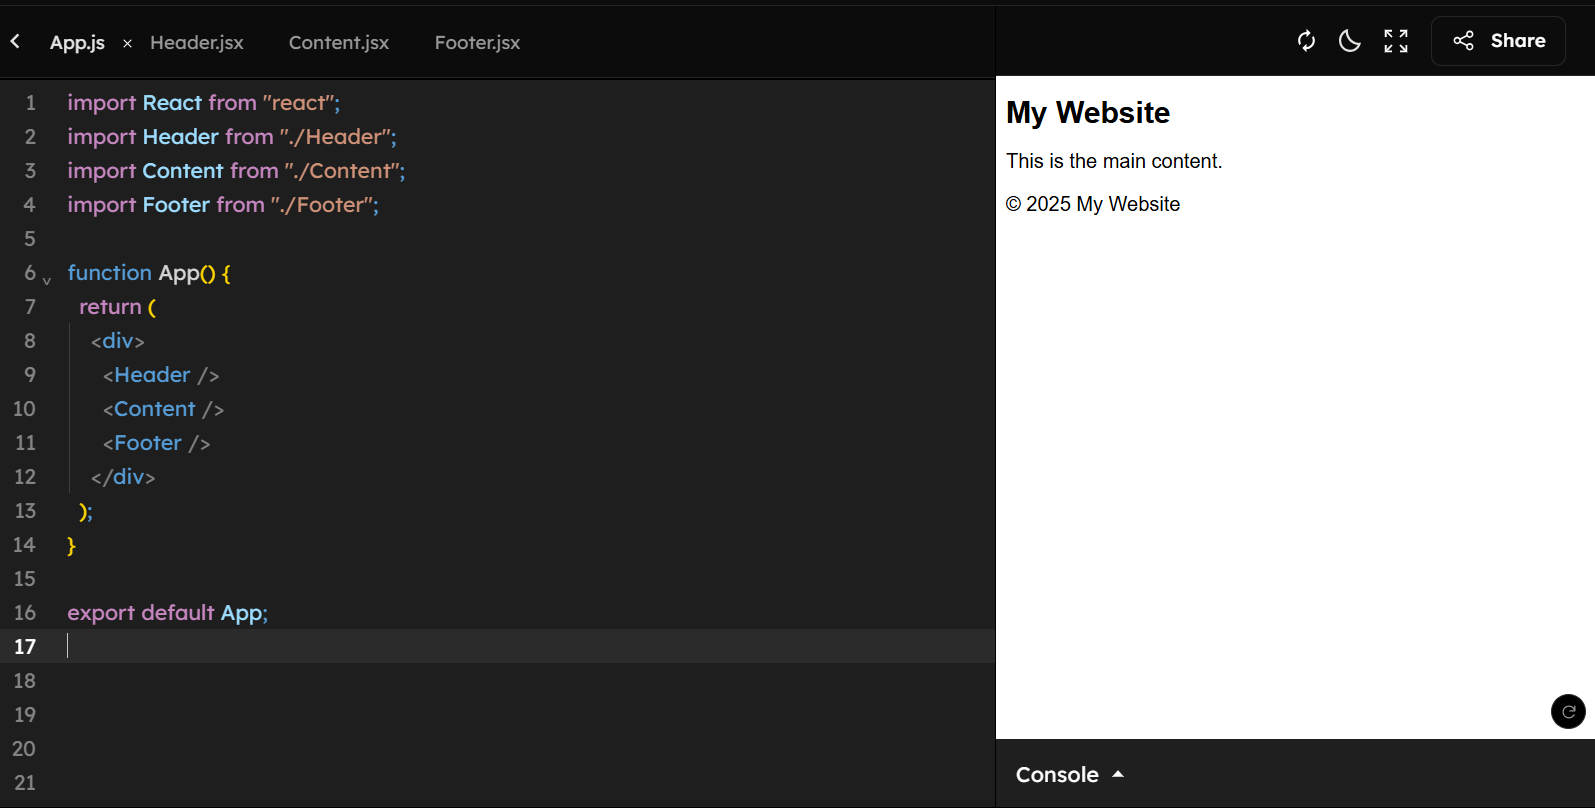 App.js × Header.jsx Content.jsx Footer.jsx
Share
1 import React from "react";
2 import Header from "./Header";
3 import Content from "./Content";
4 import Footer from "./Footer";
5
6 function App() {
7 return (
8 <div>
9 <Header />
10 <Content />
11 <Footer />
12 </div>
13 );
14 }
15
16 export default App;
17
18
19
20
21
My Website
This is the main content.
© 2025 My Website
Console